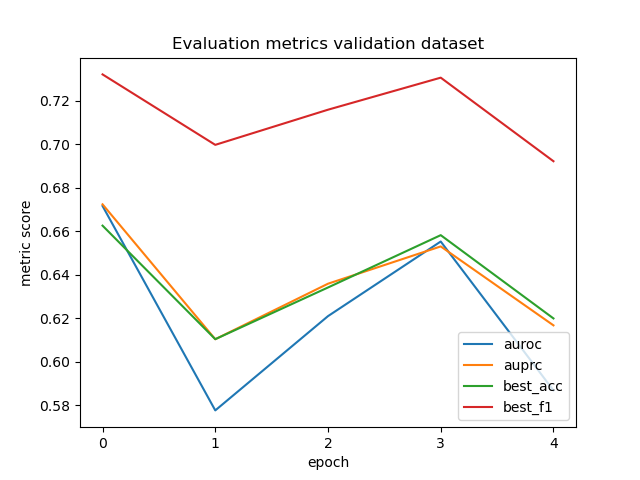 Evaluation metrics validation dataset
metric score
0.72
0.70
0.68
0.66
0.64
0.62
0.60
0.58
0
1
2
3
4
epoch
auroc
auprc
best_acc
best_f1